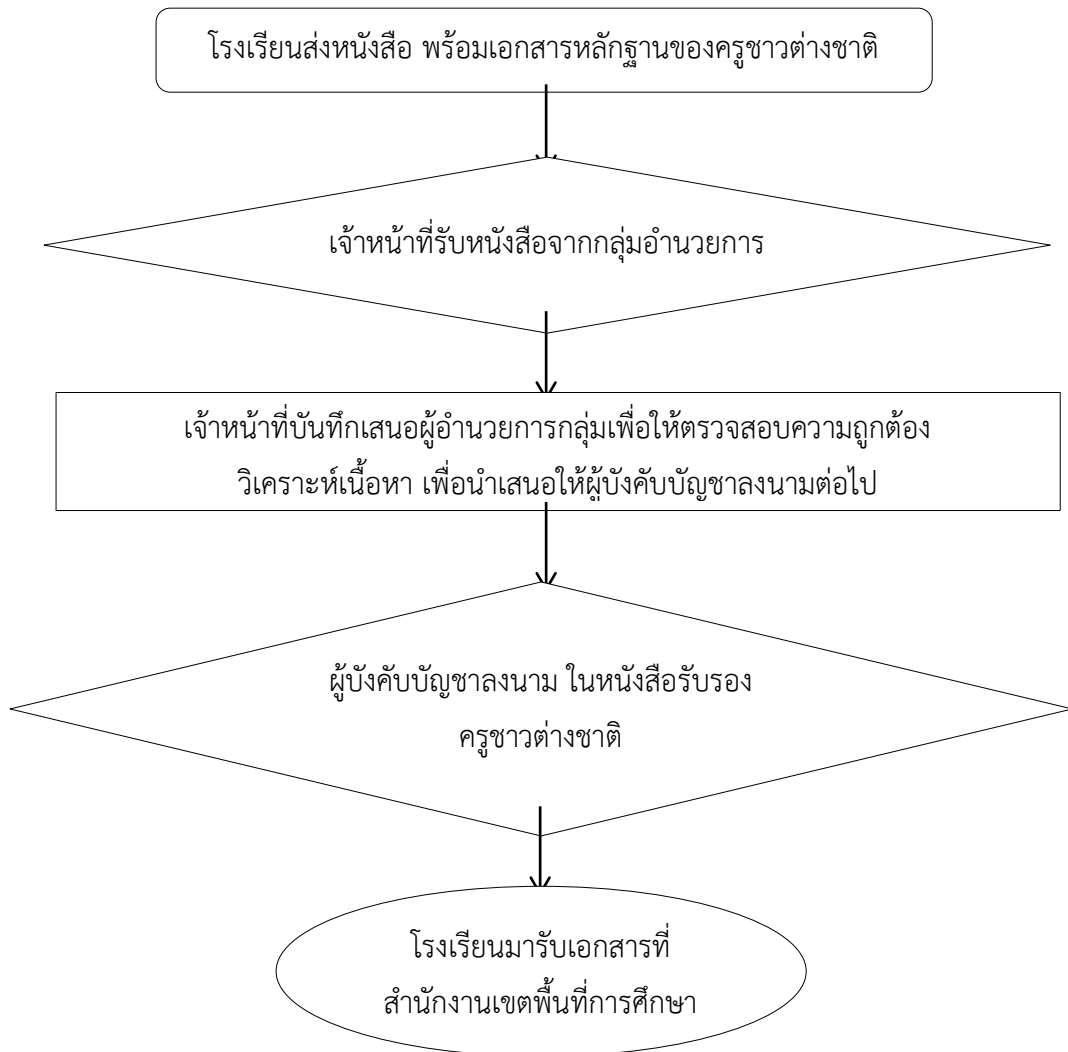 โรงเรียนส่งหนังสือ พร้อมเอกสารหลักฐานของครูชาวต่างชาติ
เจ้าหน้าที่รับหนังสือจากกลุ่มอำนวยการ
เจ้าหน้าที่บันทึกเสนอผู้อำนวยการกลุ่มเพื่อให้ตรวจสอบความถูกต้อง
วิเคราะห์เนื้อหา เพื่อนำเสนอให้ผู้บังคับบัญชาลงนามต่อไป
ผู้บังคับบัญชาลงนาม ในหนังสือรับรอง
ครูชาวต่างชาติ
โรงเรียนมารับเอกสารที่
สำนักงานเขตพื้นที่การศึกษา